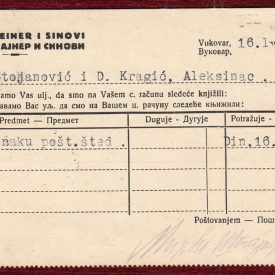 EINER I SINOVI
АЈНЕР И СИНОВИ
Vukovar, 16.1
Вуковар,
Stojanović i D. Kragić, Aleksinac .
amo Vas ulj, da smo na Vašem c. računu sledeće knjižili:
авамо Вас уљ. да смо на Вашем ц. рачуну следеће књижили:
Predmet — Предмет
Duguje - Дугује
Potražuje -
naku pošt.šted .
Din.16
Poštovanjem — Пошт